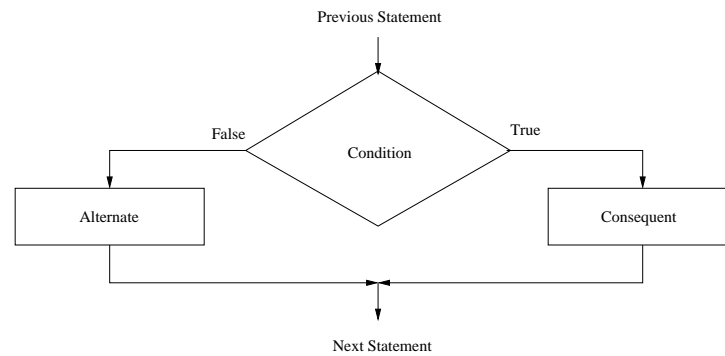 Previous Statement
False
True
Condition
Alternate
Consequent
Next Statement